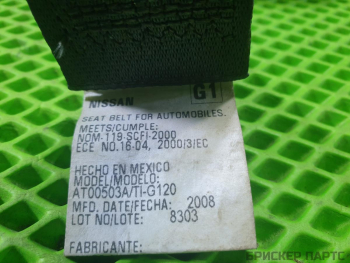 NISSAN G1
SEAT BELT FOR AUTOMOBILES.
MEETS/CUMPLE:
NOM-119-SCFI-2000
ECE NO.16-04, 2000/3/EC
HECHO EN MEXICO
MODEL/MODELO:
AT00503A/TI-G120
MFD. DATE/FECHA: 2008
LOT NO/LOTE: 8303
FABRICANTE:
БРИСКЕР ПАРТС